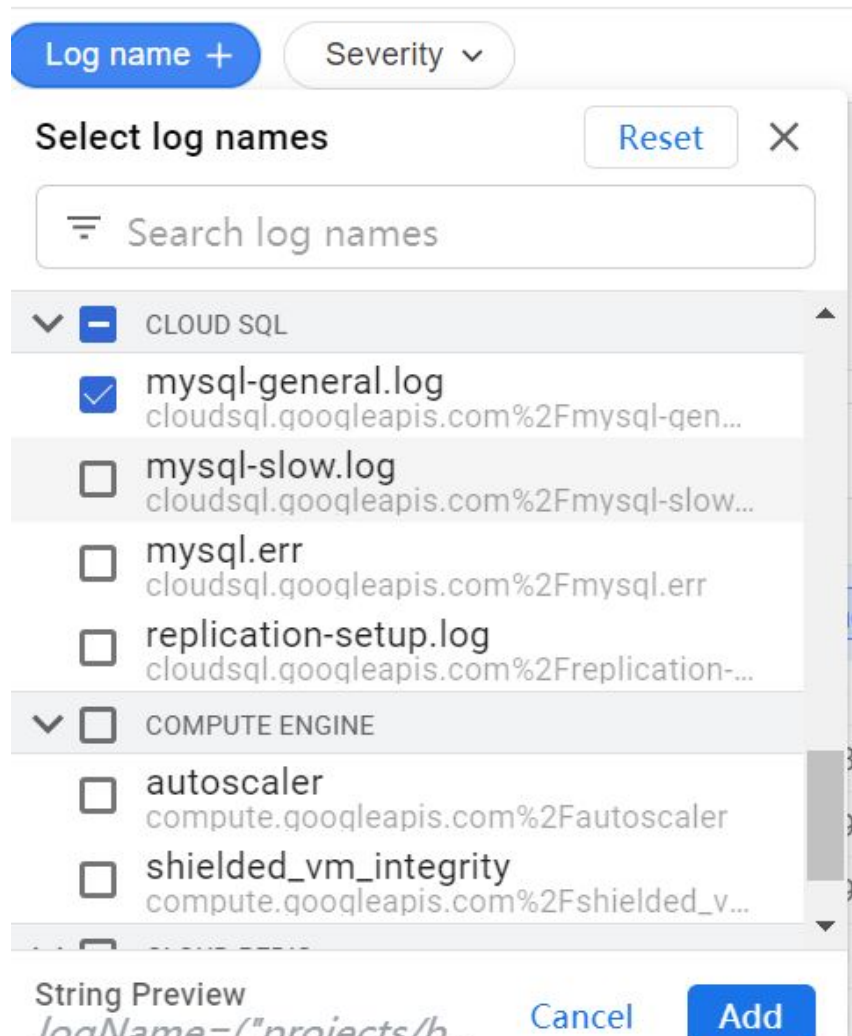 Log name +
Severity
Select log names
Reset
Search log names
CLOUD SQL
mysql-general.log
cloudsql.googleapis.com%2Fmysql-gen...
mysql-slow.log
cloudsql.googleapis.com%2Fmysql-slow...
mysql.err
cloudsql.googleapis.com%2Fmysql.err
replication-setup.log
cloudsql.googleapis.com%2Freplication-...
COMPUTE ENGINE
autoscaler
compute.googleapis.com%2Fautoscaler
shielded_vm_integrity
compute.googleapis.com%2Fshielded_v...
String Preview
logName=("projects/h...
Cancel
Add